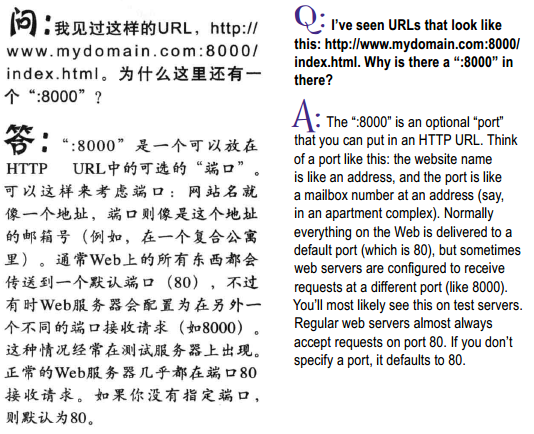 问:我见过这样的URL，http://
www.mydomain.com:8000/
index.html。为什么这里还有一
个“:8000”？
答:“:8000”是一个可以放在
HTTP URL中的可选的“端口”。
可以这样来考虑端口：网站名就
像一个地址，端口则像是这个地址
的邮箱号（例如，在一个复合公寓
里）。通常Web上的所有东西都会
传送到一个默认端口（80），不过
有时Web服务器会配置为在另外一
个不同的端口接收请求（如8000）。
这种情况经常在测试服务器上出现。
正常的Web服务器几乎都在端口80
接收请求。如果你没有指定端口，
则默认为80。
Q: I’ve seen URLs that look like
this: http://www.mydomain.com:8000/
index.html. Why is there a “:8000” in
there?
A: The “:8000” is an optional “port”
that you can put in an HTTP URL. Think
of a port like this: the website name
is like an address, and the port is like
a mailbox number at an address (say,
in an apartment complex). Normally
everything on the Web is delivered to a
default port (which is 80), but sometimes
web servers are configured to receive
requests at a different port (like 8000).
You’ll most likely see this on test servers.
Regular web servers almost always
accept requests on port 80. If you don’t
specify a port, it defaults to 80.